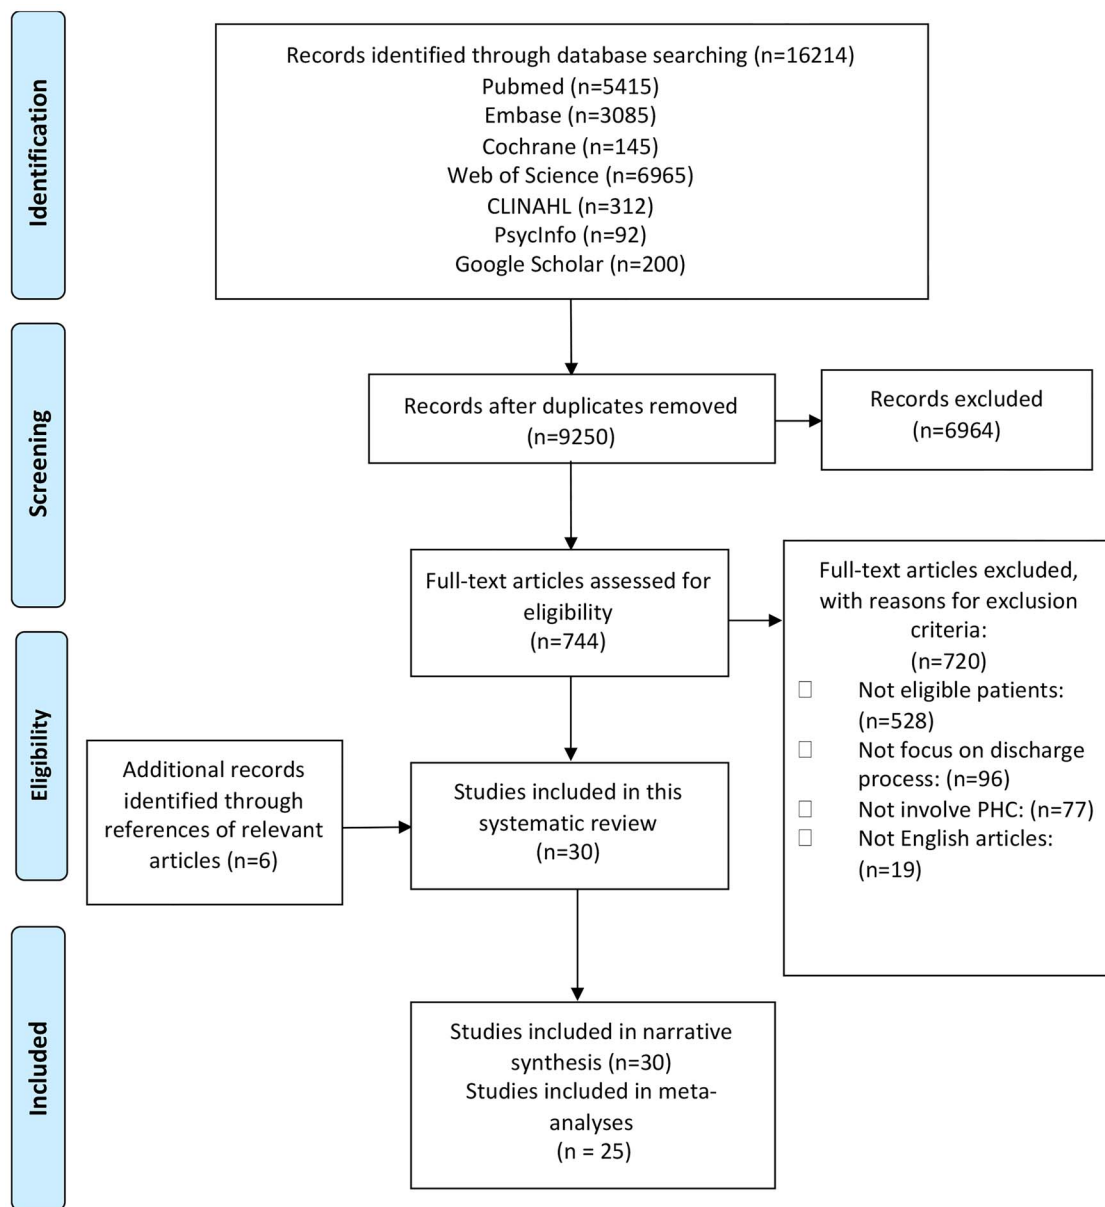 Identification
Records identified through database searching (n=16214)
Pubmed (n=5415)
Embase (n=3085)
Cochrane (n=145)
Web of Science (n=6965)
CLINAHL (n=312)
PsycInfo (n=92)
Google Scholar (n=200)
Screening
Records after duplicates removed
(n=9250)
Records excluded
(n=6964)
Full-text articles assessed for
eligibility
(n=744)
Full-text articles excluded,
with reasons for exclusion
criteria:
(n=720)
Not eligible patients:
(n=528)
Not focus on discharge
process: (n=96)
Not involve PHC: (n=77)
Not English articles:
(n=19)
Eligibility
Additional records
identified through
references of relevant
articles (n=6)
Studies included in this
systematic review
(n=30)
Included
Studies included in narrative
synthesis (n=30)
Studies included in meta-
analyses
(n = 25)